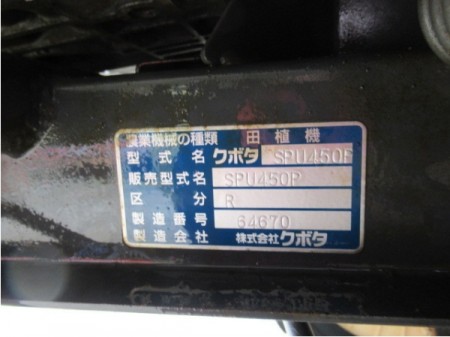 農業機械の種類 田植機
型式名 クボタ SPU450P
販売型式名 SPU450P
区分 R
製造番号 64670
製造会社 株式会社クボタ